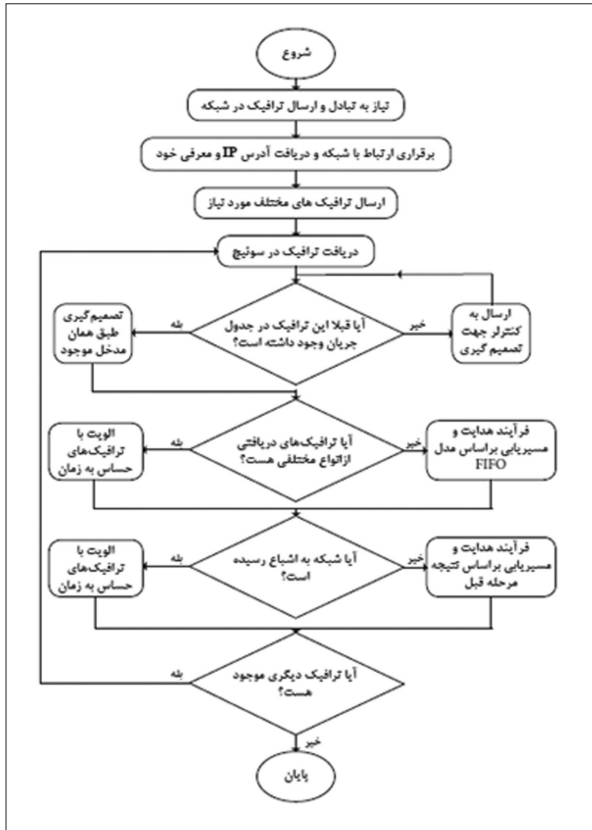 شروع
نیاز به تبادل و ارسال ترافیک در شبکه
برقراری ارتباط با شبکه و دریافت آدرس IP و معرفی خود
ارسال ترافیک های مختلف مورد نیاز
دریافت ترافیک در سوئیچ
آیا قبلا این ترافیک در جدول
جریان وجود داشته است؟
بله
تصمیم‌گیری
طبق همان
مدخل موجود
خیر
ارسال به
کنترلر جهت
تصمیم گیری
آیا ترافیک‌های دریافتی
ازانواع مختلفی هست؟
بله
الویت با
ترافیک‌های
حساس به زمان
خیر
فرآیند هدایت و
مسیریابی براساس مدل
FIFO
آیا شبکه به اشباع رسیده
است؟
بله
الویت با
ترافیک‌های
حساس به زمان
خیر
فرآیند هدایت و
مسیریابی براساس نتیجه
مرحله قبل
آیا ترافیک دیگری موجود
هست؟
بله
خیر
پایان